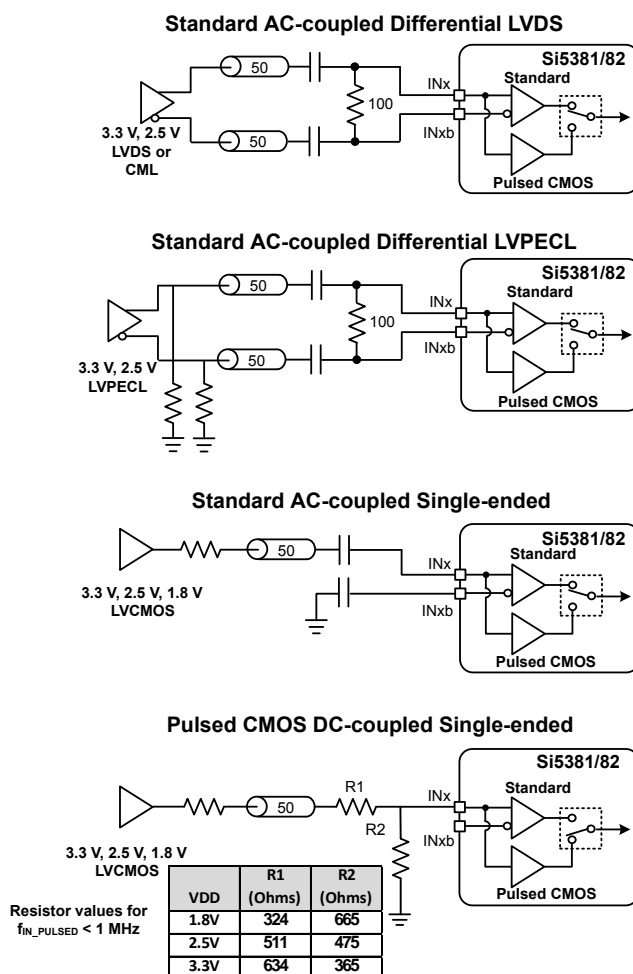 Standard AC-coupled Differential LVDS
Si5381/82
Standard
50
INx
100
3.3 V, 2.5 V
LVDS or
CML
50
INxb
Pulsed CMOS
Standard AC-coupled Differential LVPECL
Si5381/82
Standard
50
INx
100
50
INxb
3.3 V, 2.5 V
LVPECL
Pulsed CMOS
Standard AC-coupled Single-ended
Si5381/82
Standard
50
INx
3.3 V, 2.5 V, 1.8 V
LVCMOS
INxb
Pulsed CMOS
Pulsed CMOS DC-coupled Single-ended
Si5381/82
Standard
50
R1
INx
R2
INxb
3.3 V, 2.5 V, 1.8 V
LVCMOS
Pulsed CMOS
Resistor values for
fIN_PULSED < 1 MHz
VDD R1 (Ohms) R2 (Ohms)
1.8V 324 665
2.5V 511 475
3.3V 634 365